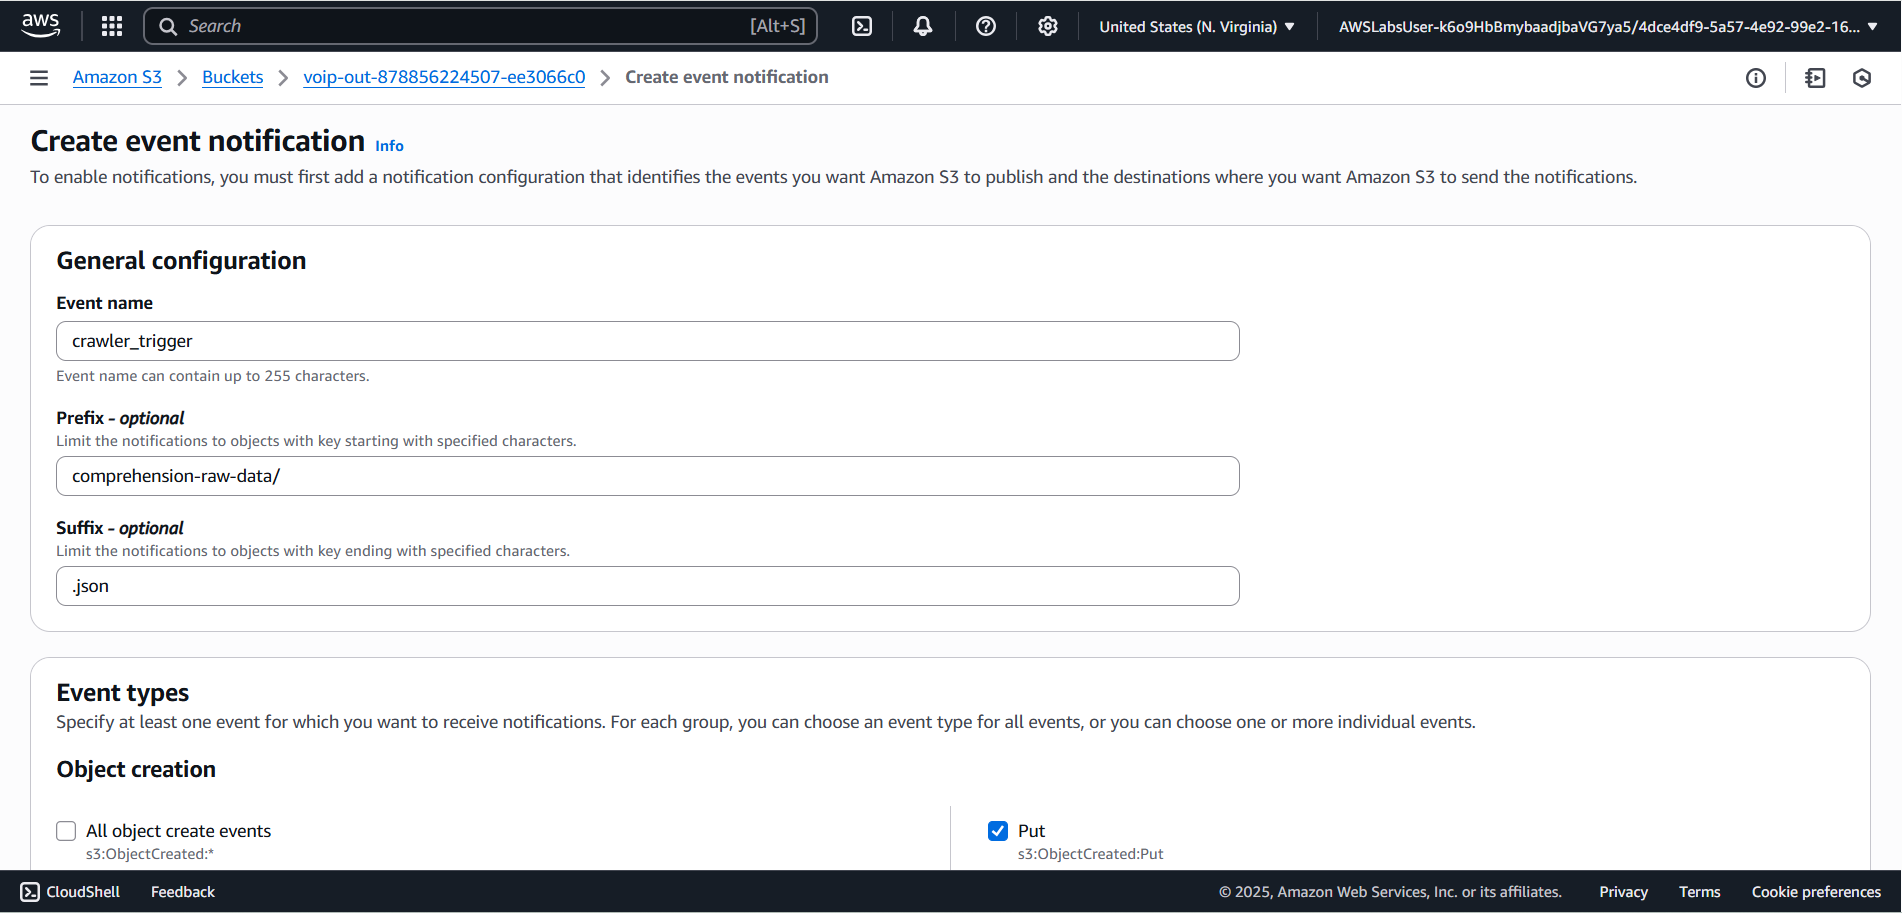 aws
Search [Alt+S] United States (N. Virginia) AWSLabsUser-k6o9HbBmybaadjbaVG7ya5/4dce4df9-5a57-4e92-99e2-16...
Amazon S3 Buckets voip-out-878856224507-ee3066c0 Create event notification
Create event notification Info
To enable notifications, you must first add a notification configuration that identifies the events you want Amazon S3 to publish and the destinations where you want Amazon S3 to send the notifications.
General configuration
Event name
crawler_trigger
Event name can contain up to 255 characters.
Prefix - optional
Limit the notifications to objects with key starting with specified characters.
comprehension-raw-data/
Suffix - optional
Limit the notifications to objects with key ending with specified characters.
.json
Event types
Specify at least one event for which you want to receive notifications. For each group, you can choose an event type for all events, or you can choose one or more individual events.
Object creation
All object create events
s3:ObjectCreated:*
Put
s3:ObjectCreated:Put
CloudShell Feedback © 2025, Amazon Web Services, Inc. or its affiliates. Privacy Terms Cookie preferences